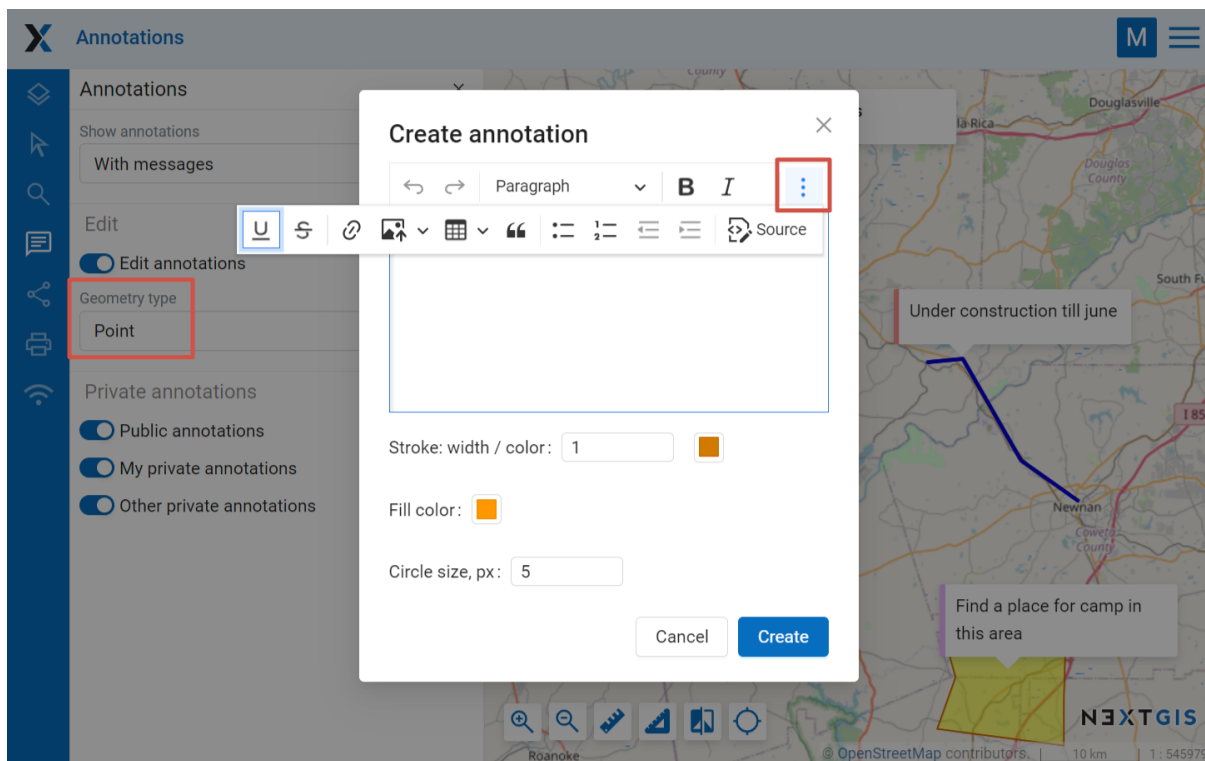 Annotations
M
Annotations
Show annotations
With messages
Edit
Edit annotations
Geometry type
Point
Private annotations
Public annotations
My private annotations
Other private annotations
Create annotation
Paragraph
B I
U S
Source
Stroke: width / color:
1
Fill color:
Circle size, px:
5
Cancel
Create
County
la Rica
Douglasville
Douglas
County
South Fu
Under construction till june
I 85
Newnan
Coweta
County
Find a place for camp in
this area
NEXTGIS
Roanoke
© OpenStreetMap contributors. |
10 km
1 : 545979